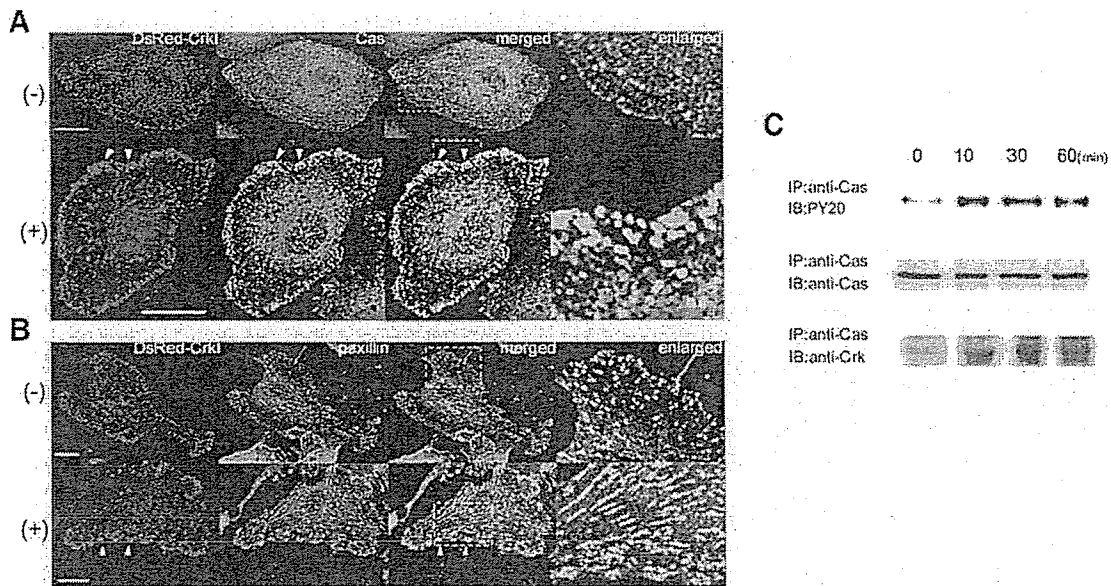 A
DsRed-CrkI Cas merged enlarged
(-)
(+)
B
DsRed-CrkI paxillin merged enlarged
(-)
(+)
C
0 10 30 60(min)
IP:anti-Cas
IB:PY20
IP:anti-Cas
IB:anti-Cas
IP:anti-Cas
IB:anti-Crk